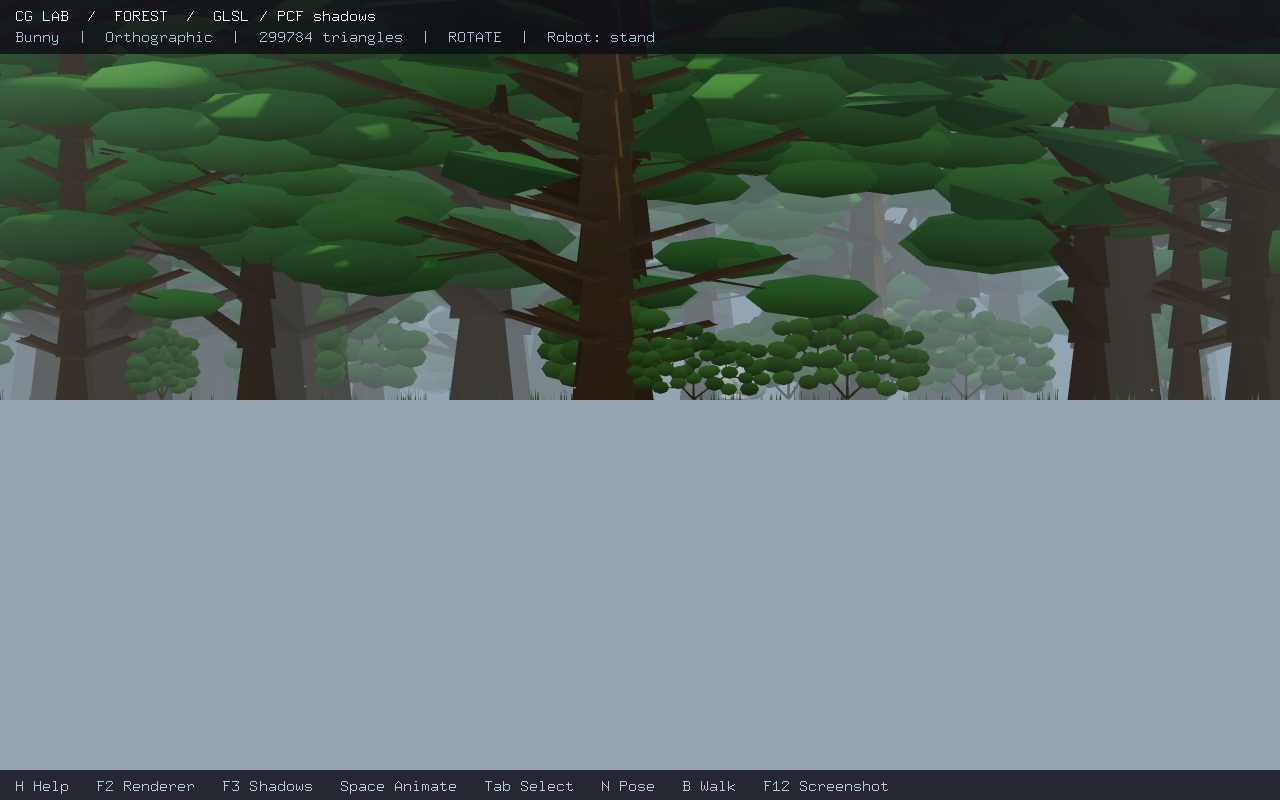 CG LAB / FOREST / GLSL / PCF shadows
Bunny | Orthographic | 299784 triangles | ROTATE | Robot: stand
H Help F2 Renderer F3 Shadows Space Animate Tab Select N Pose B Walk F12 Screenshot